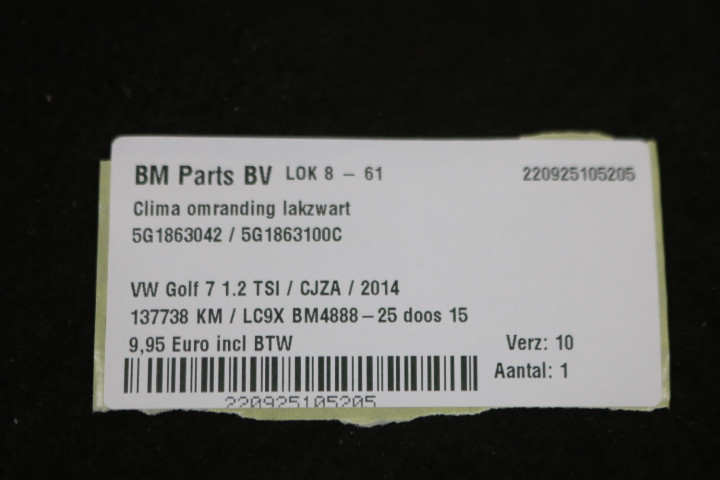 BM Parts BV LOK 8 - 61 220925105205
Clima omranding lakzwart
5G1863042 / 5G1863100C
VW Golf 7 1.2 TSI / CJZA / 2014
137738 KM / LC9X BM4888-25 doos 15
9,95 Euro incl BTW Verz: 10
Aantal: 1
220925105205